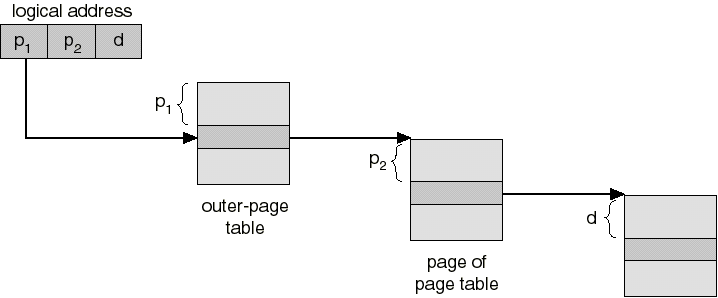 logical address
p1 p2 d
p1
p2
d
outer-page
table
page of
page table